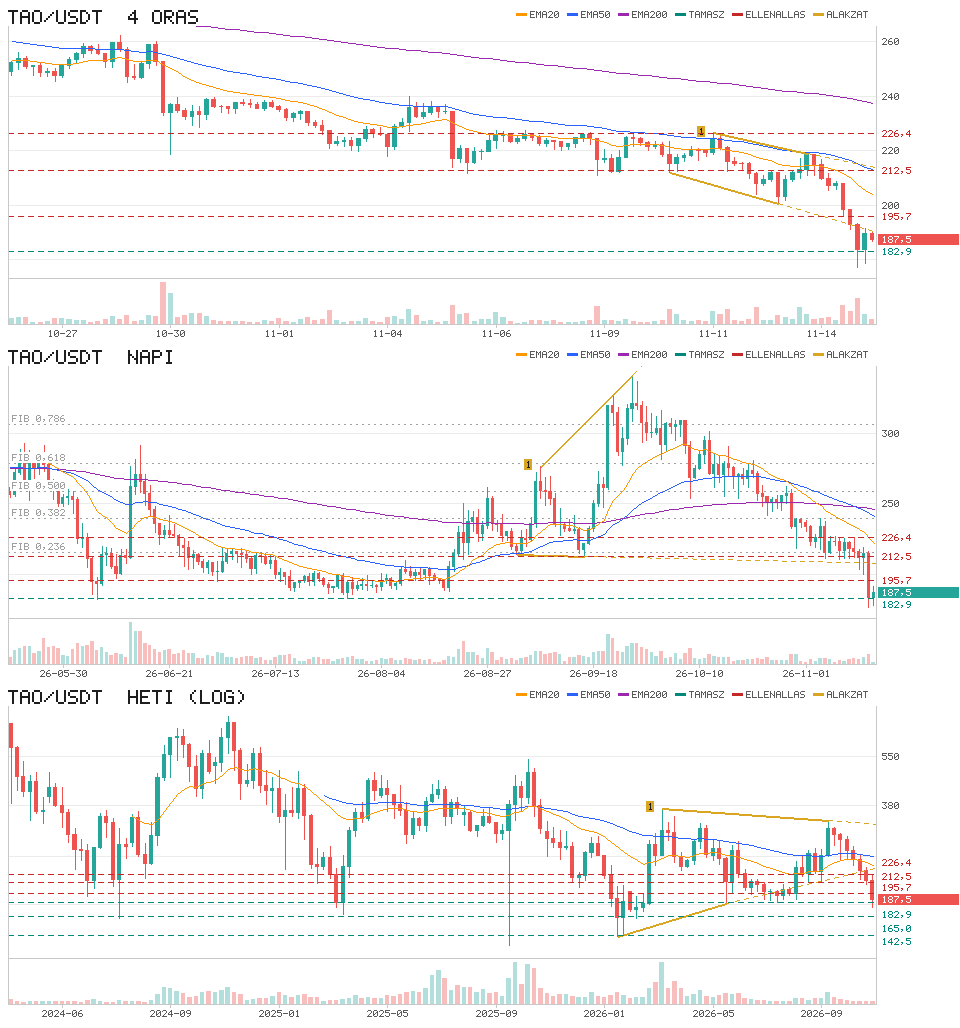 TAO/USDT 4 ORAS
EMA20 EMA50 EMA200 TAMASZ ELLENALLAS ALAKZAT
260
240
1
226,4
220
212,5
200
195,7
187,5
182,9
10-27 10-30 11-01 11-04 11-06 11-09 11-11 11-14
TAO/USDT NAPI
EMA20 EMA50 EMA200 TAMASZ ELLENALLAS ALAKZAT
FIB 0,786
300
FIB 0,618
1
FIB 0,500
250
FIB 0,382
226,4
FIB 0,236
212,5
195,7
187,5
182,9
26-05-30 26-06-21 26-07-13 26-08-04 26-08-27 26-09-18 26-10-10 26-11-01
TAO/USDT HETI (LOG)
EMA20 EMA50 EMA200 TAMASZ ELLENALLAS ALAKZAT
550
1
380
226,4
212,5
195,7
187,5
182,9
165,0
142,5
2024-06 2024-09 2025-01 2025-05 2025-09 2026-01 2026-05 2026-09